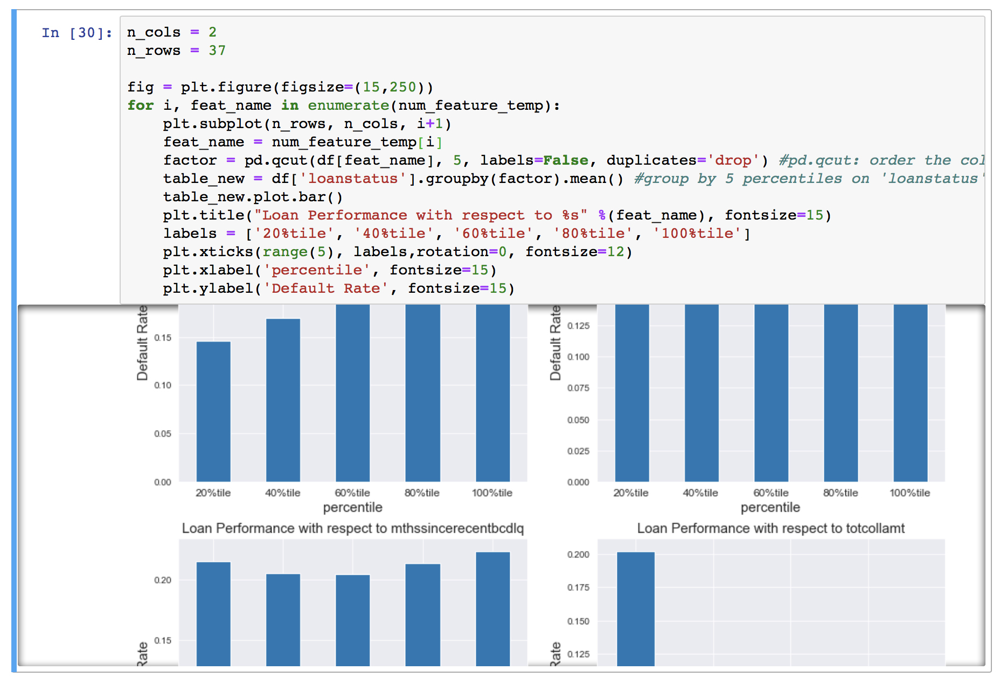 In [30]:
n_cols = 2
n_rows = 37
fig = plt.figure(figsize=(15,250))
for i, feat_name in enumerate(num_feature_temp):
    plt.subplot(n_rows, n_cols, i+1)
    feat_name = num_feature_temp[i]
    factor = pd.qcut(df[feat_name], 5, labels=False, duplicates='drop') #pd.qcut: order the col
    table_new = df['loanstatus'].groupby(factor).mean() #group by 5 percentiles on 'loanstatus'
    table_new.plot.bar()
    plt.title("Loan Performance with respect to %s" %(feat_name), fontsize=15)
    labels = ['20%tile', '40%tile', '60%tile', '80%tile', '100%tile']
    plt.xticks(range(5), labels,rotation=0, fontsize=12)
    plt.xlabel('percentile', fontsize=15)
    plt.ylabel('Default Rate', fontsize=15)
Default Rate
0.15
0.10
0.05
0.00
20%tile 40%tile 60%tile 80%tile 100%tile
percentile
Default Rate
0.125
0.100
0.075
0.050
0.025
0.000
20%tile 40%tile 60%tile 80%tile 100%tile
percentile
Loan Performance with respect to mthssincerecentbcdlq
0.20
0.15
Rate
Loan Performance with respect to totcollamt
0.200
0.175
0.150
0.125
Rate